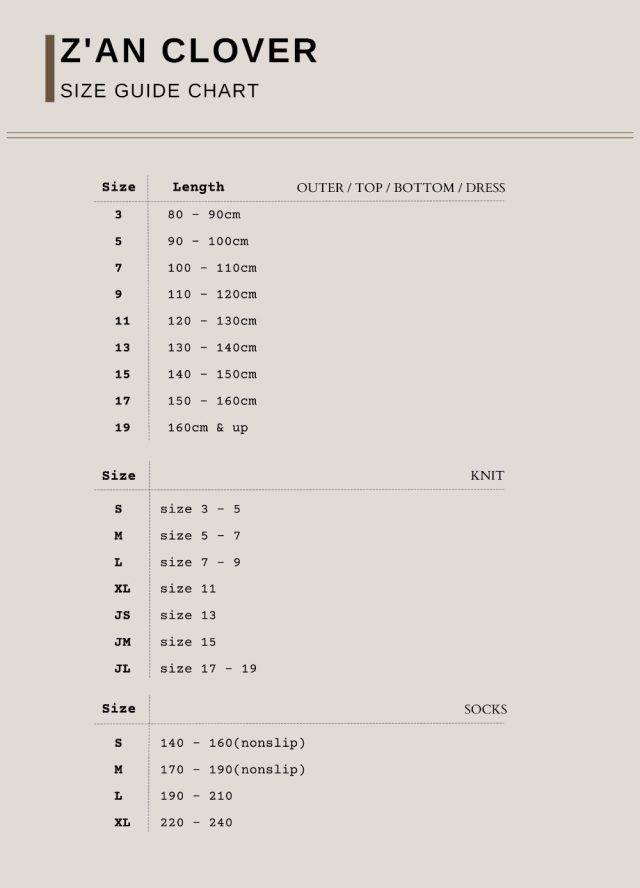 Z'AN CLOVER
SIZE GUIDE CHART
Size Length OUTER / TOP / BOTTOM / DRESS
3 80 - 90cm
5 90 - 100cm
7 100 - 110cm
9 110 - 120cm
11 120 - 130cm
13 130 - 140cm
15 140 - 150cm
17 150 - 160cm
19 160cm & up
Size KNIT
S size 3 - 5
M size 5 - 7
L size 7 - 9
XL size 11
JS size 13
JM size 15
JL size 17 - 19
Size SOCKS
S 140 - 160(nonslip)
M 170 - 190(nonslip)
L 190 - 210
XL 220 - 240